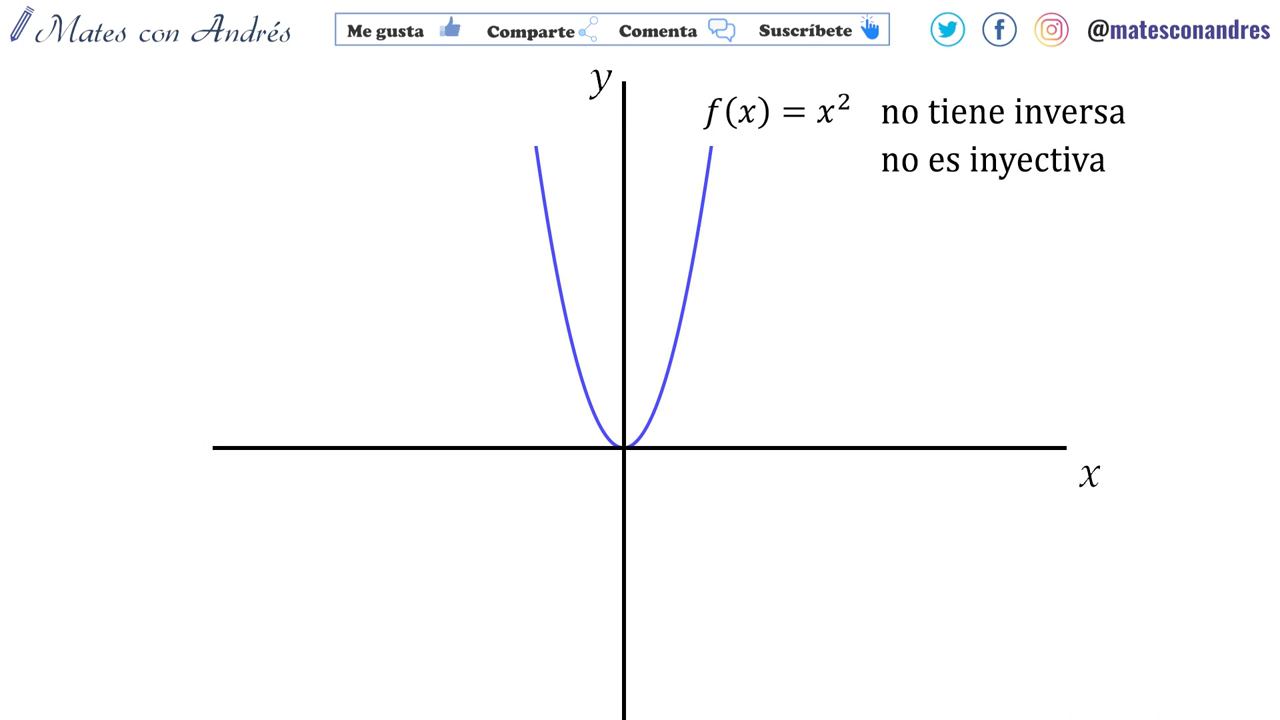 Mates con Andrés
Me gusta Comparte Comenta Suscríbete
@matesconandres
y
f(x) = x² no tiene inversa
no es inyectiva
x